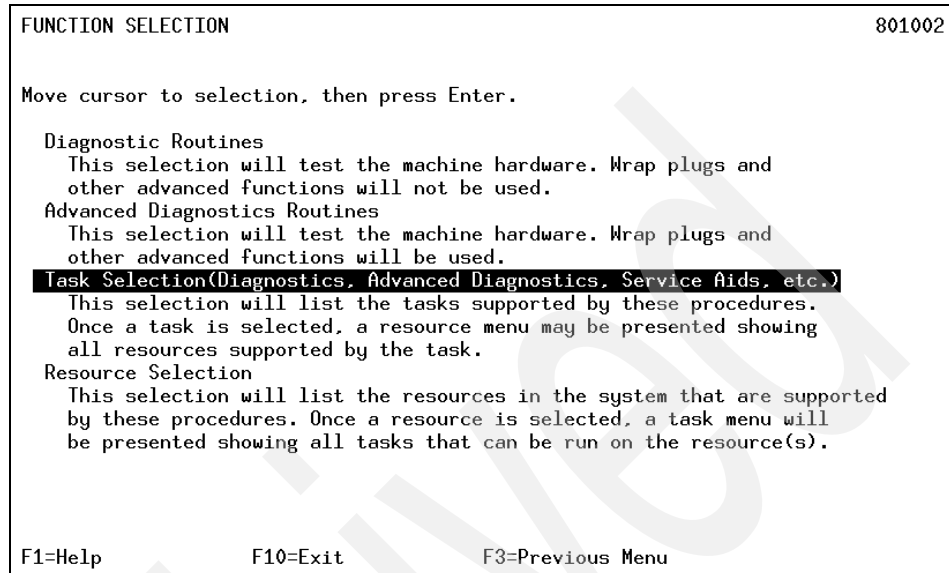 FUNCTION SELECTION 801002
Move cursor to selection, then press Enter.
Diagnostic Routines
This selection will test the machine hardware. Wrap plugs and
other advanced functions will not be used.
Advanced Diagnostics Routines
This selection will test the machine hardware. Wrap plugs and
other advanced functions will be used.
Task Selection(Diagnostics, Advanced Diagnostics, Service Aids, etc.)
This selection will list the tasks supported by these procedures.
Once a task is selected, a resource menu may be presented showing
all resources supported by the task.
Resource Selection
This selection will list the resources in the system that are supported
by these procedures. Once a resource is selected, a task menu will
be presented showing all tasks that can be run on the resource(s).
F1=Help F10=Exit F3=Previous Menu